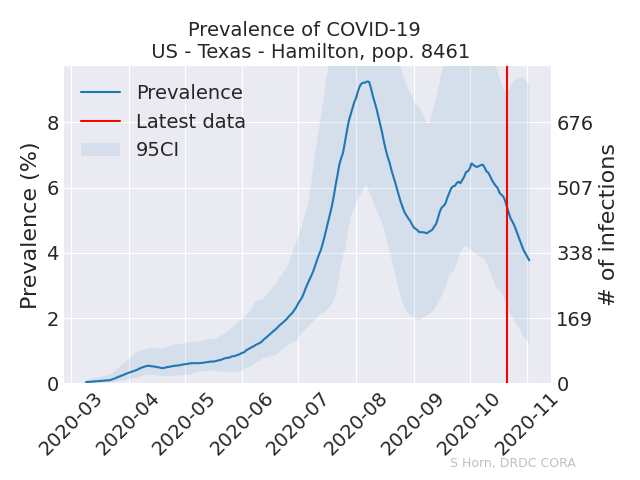 Prevalence of COVID-19
US - Texas - Hamilton, pop. 8461
Prevalence
Latest data
95CI
Prevalence (%)
8
6
4
2
0
676
507
338
169
0
# of infections
2020-03
2020-04
2020-05
2020-06
2020-07
2020-08
2020-09
2020-10
2020-11
S Horn, DRDC CORA